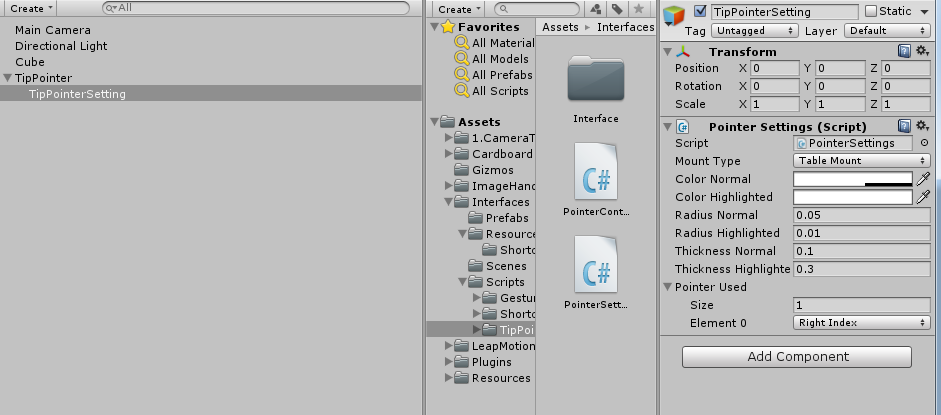 Create
All
Main Camera
Directional Light
Cube
TipPointer
TipPointerSetting
Create
Favorites
All Material
All Models
All Prefabs
All Scripts
Assets
1.CameraT
Cardboard
Gizmos
ImageHand
Interfaces
Prefabs
Resource
Shortc
Scenes
Scripts
Gestur
Shortc
TipPoi
LeapMotion
Plugins
Resources
Assets Interfaces
Interface
C#
PointerCont...
C#
PointerSett...
TipPointerSetting Static
Tag Untagged Layer Default
Transform
Position X 0 Y 0 Z 0
Rotation X 0 Y 0 Z 0
Scale X 1 Y 1 Z 1
Pointer Settings (Script)
Script PointerSettings
Mount Type Table Mount
Color Normal
Color Highlighted
Radius Normal 0.05
Radius Highlighted 0.01
Thickness Normal 0.1
Thickness Highlighte 0.3
Pointer Used
Size 1
Element 0 Right Index
Add Component